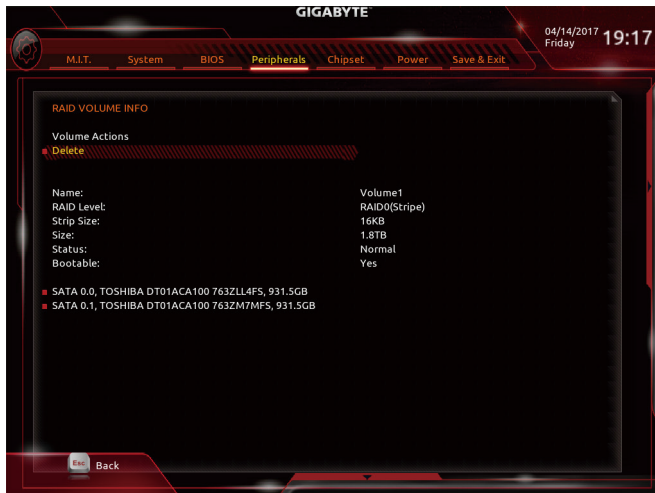 GIGABYTE
04/14/2017
Friday
19:17
M.I.T. System BIOS Peripherals Chipset Power Save & Exit
RAID VOLUME INFO
Volume Actions
Delete
Name: Volume1
RAID Level: RAID0(Stripe)
Strip Size: 16KB
Size: 1.8TB
Status: Normal
Bootable: Yes
SATA 0.0, TOSHIBA DT01ACA100 763ZLL4FS, 931.5GB
SATA 0.1, TOSHIBA DT01ACA100 763ZM7MFS, 931.5GB
Esc Back